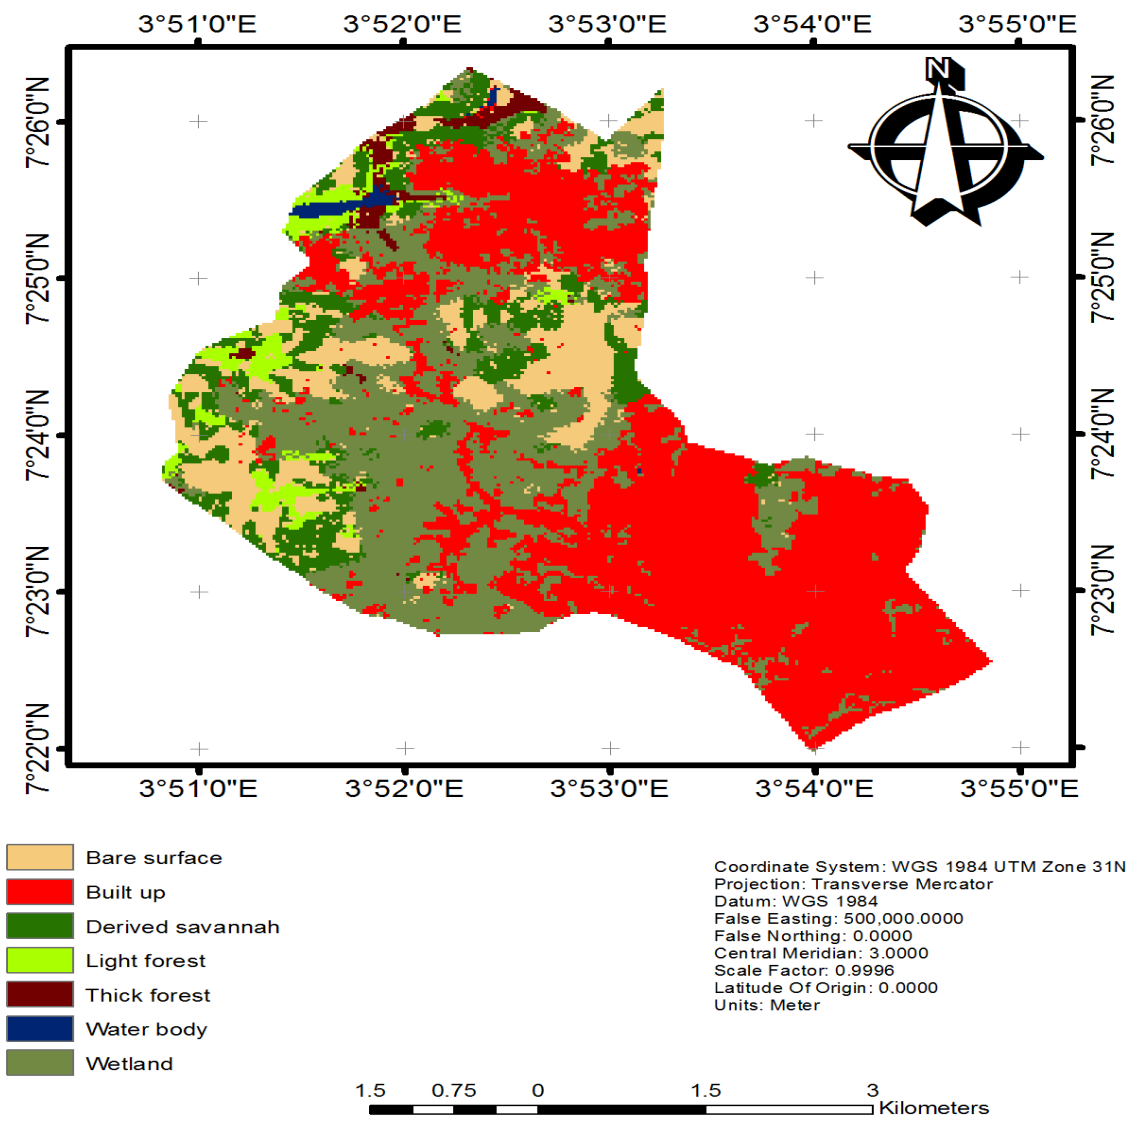 3°51'0"E 3°52'0"E 3°53'0"E 3°54'0"E 3°55'0"E
N
7°26'0"N 7°26'0"N
7°25'0"N 7°25'0"N
7°24'0"N 7°24'0"N
7°23'0"N 7°23'0"N
7°22'0"N 7°22'0"N
3°51'0"E 3°52'0"E 3°53'0"E 3°54'0"E 3°55'0"E
Bare surface
Built up
Derived savannah
Light forest
Thick forest
Water body
Wetland
Coordinate System: WGS 1984 UTM Zone 31N
Projection: Transverse Mercator
Datum: WGS 1984
False Easting: 500,000.0000
False Northing: 0.0000
Central Meridian: 3.0000
Scale Factor: 0.9996
Latitude Of Origin: 0.0000
Units: Meter
1.5 0.75 0 1.5 3
Kilometers